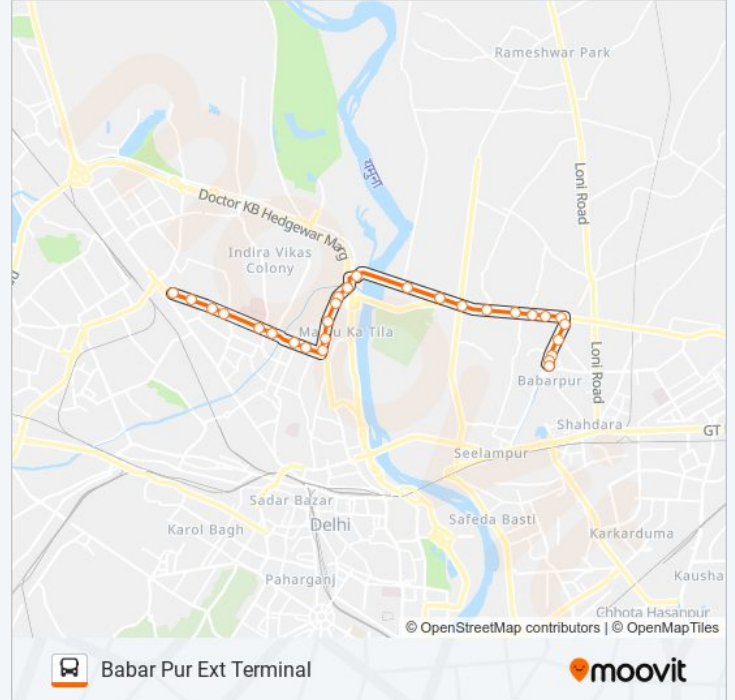 Rameshwar Park
यमुना
Loni Road
Doctor KB Hedgewar Marg
Indira Vikas
Colony
Ka Tila
Loni Road
Babarpur
Shahdara
GT
Seelampur
Sadar Bazar
Delhi
Safeda Basti
Karol Bagh
Karkarduma
Paharganj
Kausha
Chhota Hasanpur
© OpenStreetMap contributors | © OpenMapTiles
Babar Pur Ext Terminal
moovit